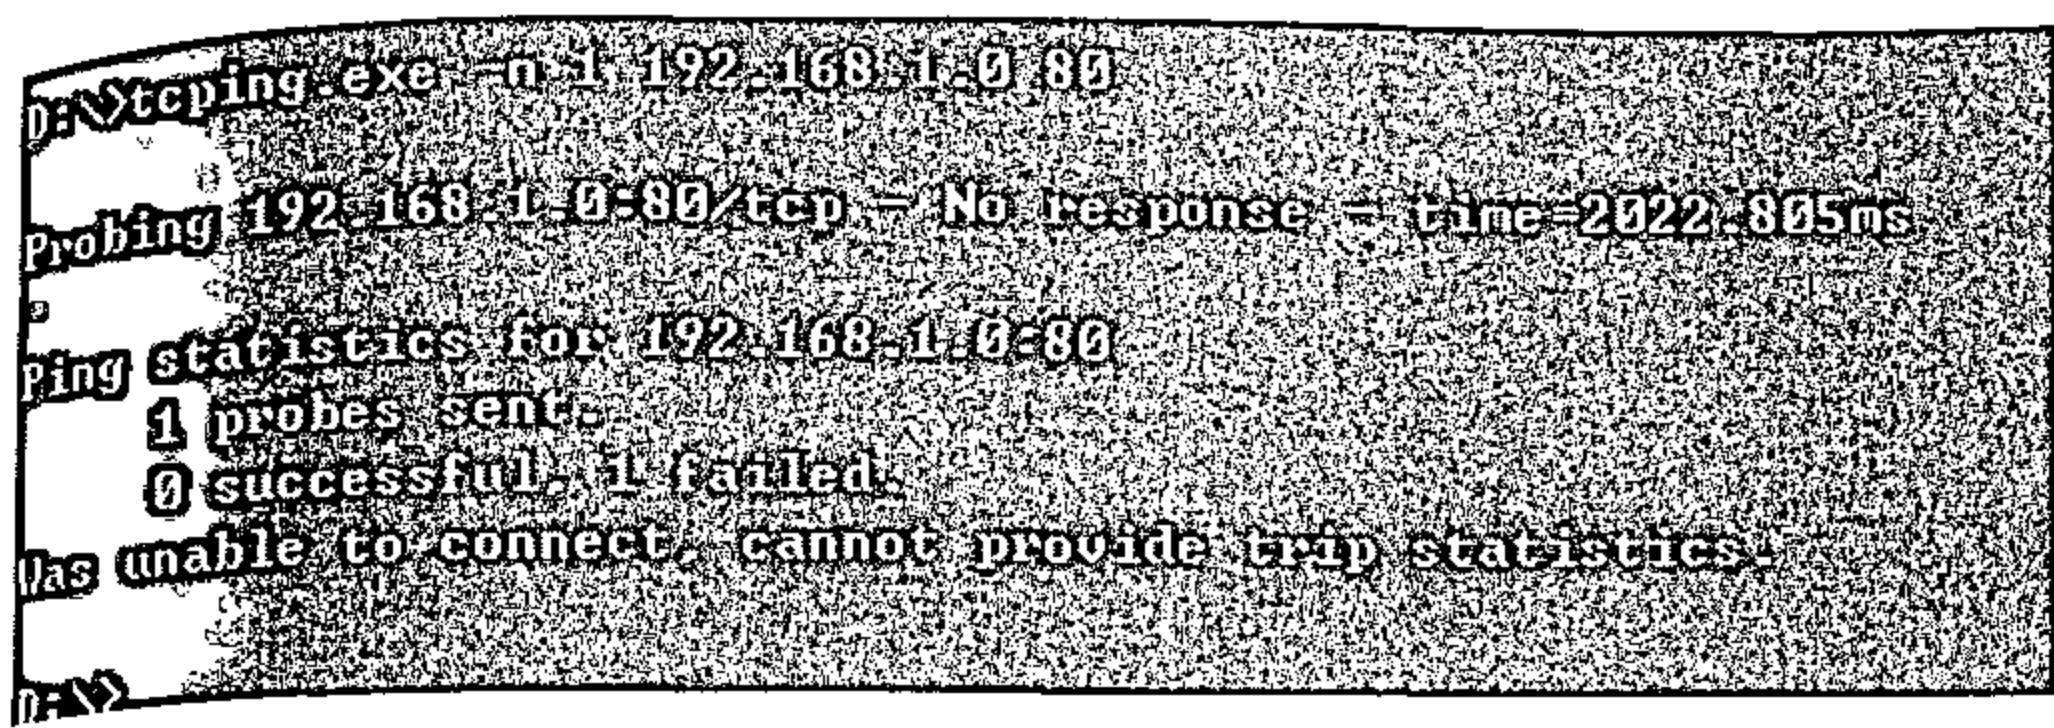 D:\>tcping.exe -n 1 192.168.1.0 80
Probing 192.168.1.0:80/tcp - No response - time=2022.805ms
Ping statistics for 192.168.1.0:80
1 probes sent.
0 successful, 1 failed.
Was unable to connect, cannot provide trip statistics.
D:\>